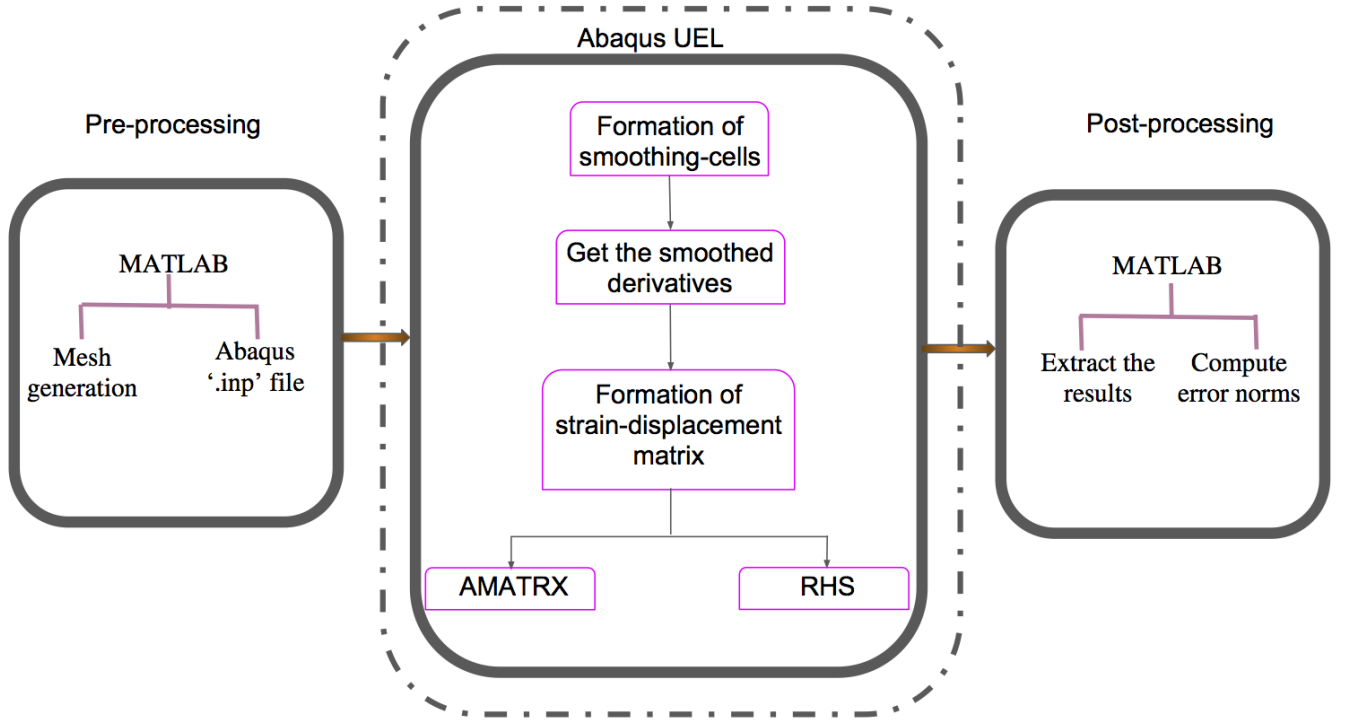 Pre-processing
MATLAB
Mesh
generation
Abaqus
‘.inp’ file
Abaqus UEL
Formation of
smoothing-cells
Get the smoothed
derivatives
Formation of
strain-displacement
matrix
AMATRX
RHS
Post-processing
MATLAB
Extract the
results
Compute
error norms